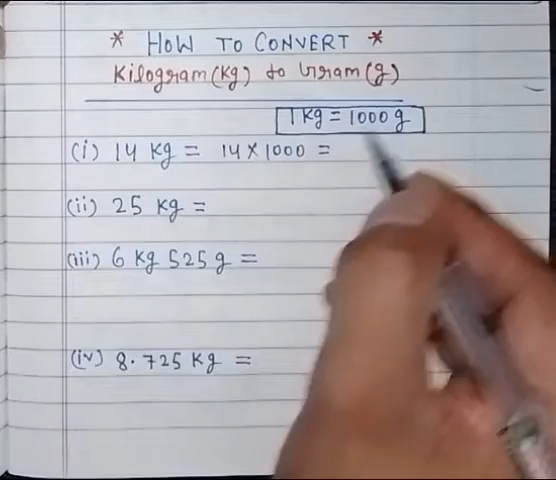 * HOW TO CONVERT *
Kilogram (kg) to Gram (g)
1 kg = 1000 g
(i) 14 kg = 14 × 1000 =
(ii) 25 kg =
(iii) 6 kg 525 g =
(iv) 8.725 kg =